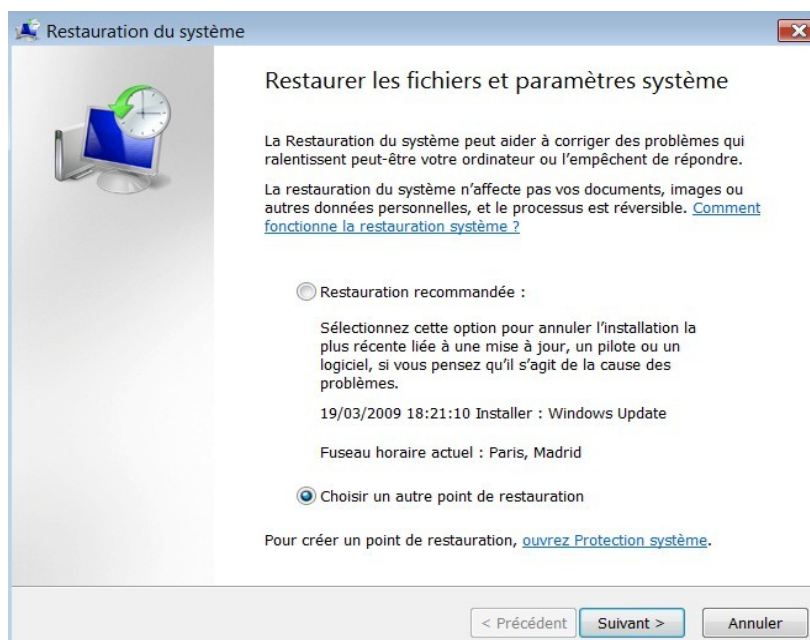 Restauration du système
Restaurer les fichiers et paramètres système
La Restauration du système peut aider à corriger des problèmes qui
ralentissent peut-être votre ordinateur ou l'empêchent de répondre.
La restauration du système n'affecte pas vos documents, images ou
autres données personnelles, et le processus est réversible. Comment
fonctionne la restauration système ?
Restauration recommandée :
Sélectionnez cette option pour annuler l'installation la
plus récente liée à une mise à jour, un pilote ou un
logiciel, si vous pensez qu'il s'agit de la cause des
problèmes.
19/03/2009 18:21:10 Installer : Windows Update
Fuseau horaire actuel : Paris, Madrid
Choisir un autre point de restauration
Pour créer un point de restauration, ouvrez Protection système.
< Précédent Suivant > Annuler